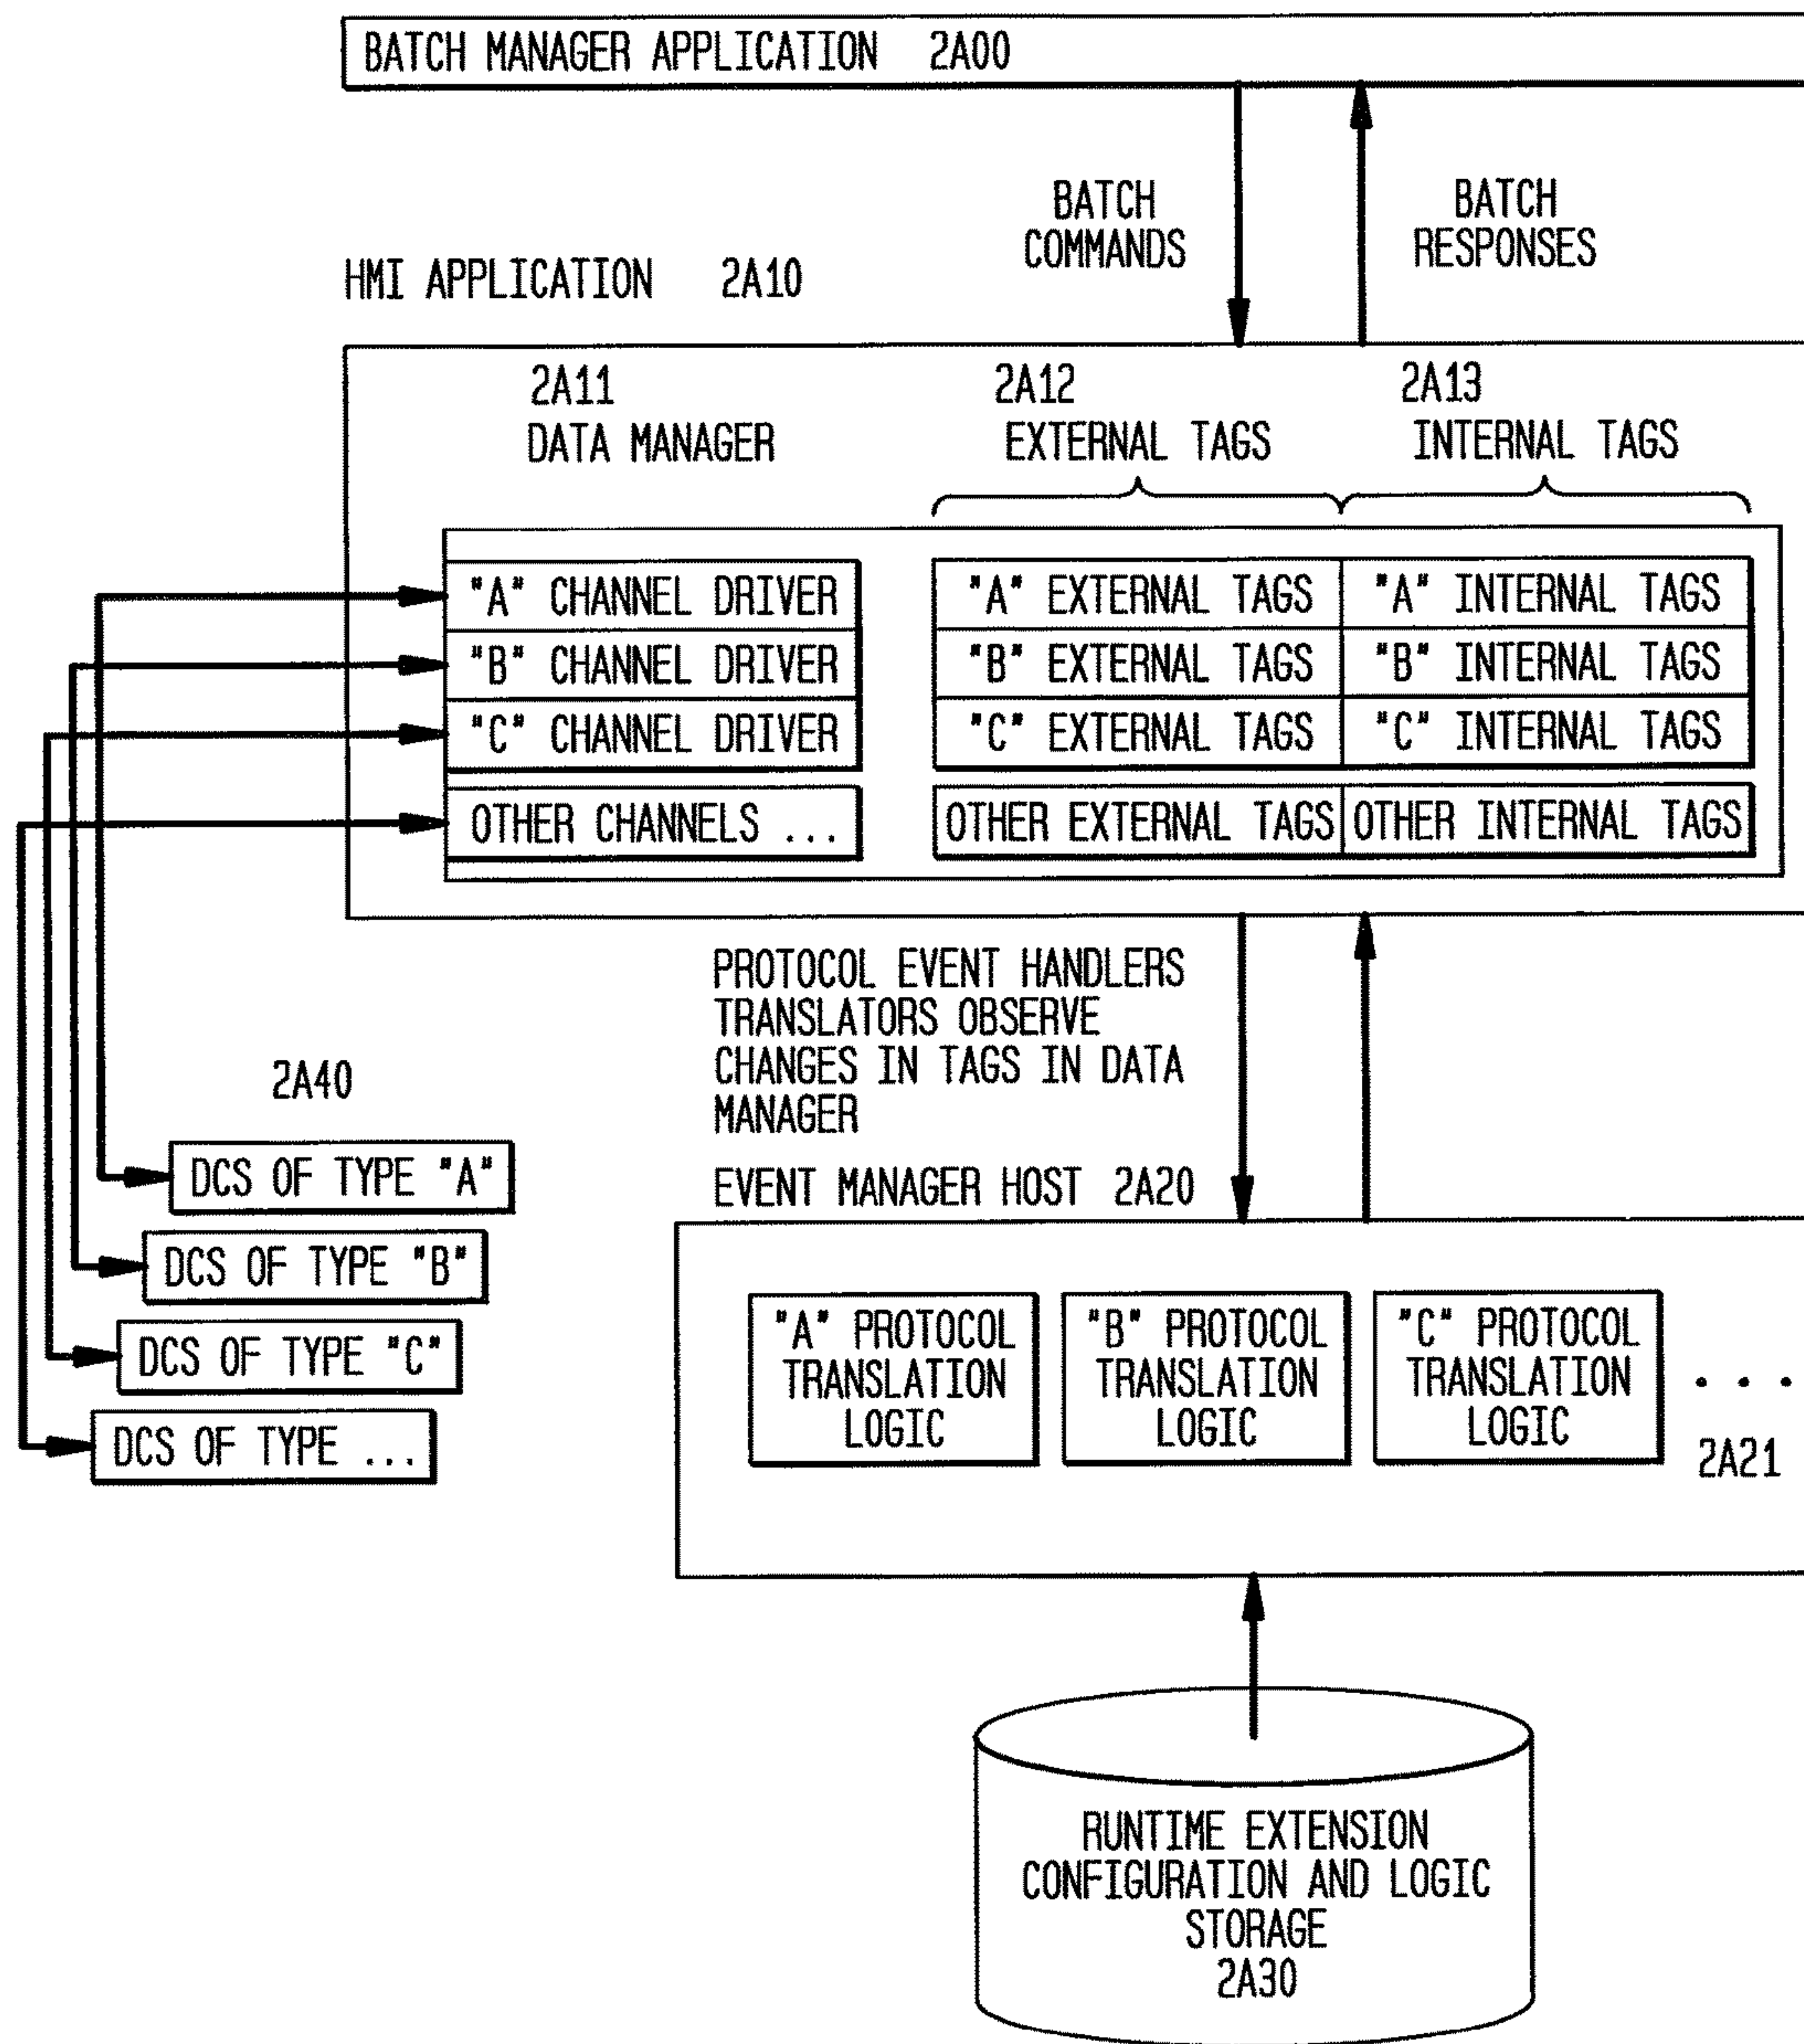 BATCH MANAGER APPLICATION 2A00
BATCH
COMMANDS
BATCH
RESPONSES
HMI APPLICATION 2A10
2A11
DATA MANAGER
2A12
EXTERNAL TAGS
2A13
INTERNAL TAGS
"A" CHANNEL DRIVER
"A" EXTERNAL TAGS
"A" INTERNAL TAGS
"B" CHANNEL DRIVER
"B" EXTERNAL TAGS
"B" INTERNAL TAGS
"C" CHANNEL DRIVER
"C" EXTERNAL TAGS
"C" INTERNAL TAGS
OTHER CHANNELS ...
OTHER EXTERNAL TAGS
OTHER INTERNAL TAGS
PROTOCOL EVENT HANDLERS
TRANSLATORS OBSERVE
CHANGES IN TAGS IN DATA
MANAGER
2A40
DCS OF TYPE "A"
DCS OF TYPE "B"
DCS OF TYPE "C"
DCS OF TYPE ...
EVENT MANAGER HOST 2A20
"A" PROTOCOL
TRANSLATION
LOGIC
"B" PROTOCOL
TRANSLATION
LOGIC
"C" PROTOCOL
TRANSLATION
LOGIC
. . .
2A21
RUNTIME EXTENSION
CONFIGURATION AND LOGIC
STORAGE
2A30